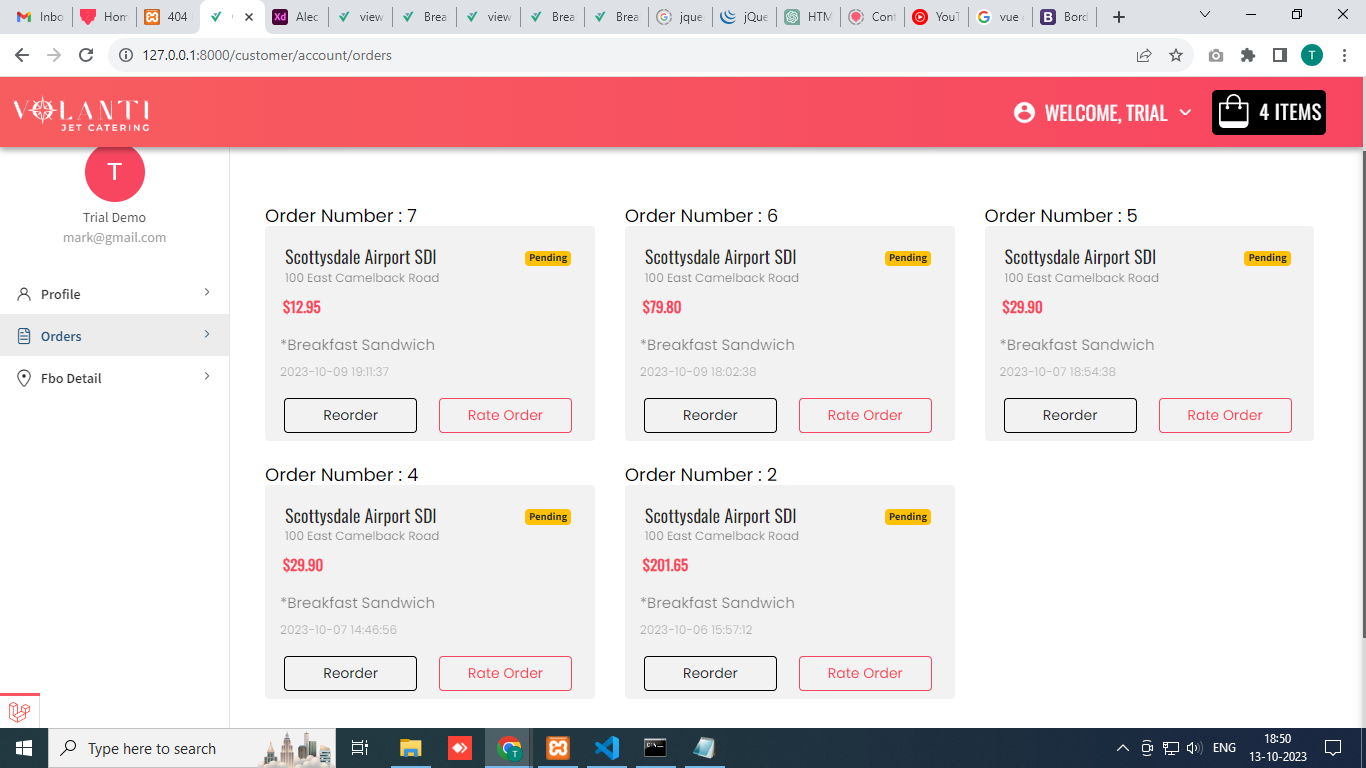 Inbo
Hom
404
Alec
view
Brea
view
Brea
Brea
jque
jQue
HTM
Cont
YouT
vue
Bord
127.0.0.1:8000/customer/account/orders
T
VOLANTI
JET CATERING
WELCOME, TRIAL
4 ITEMS
T
Trial Demo
mark@gmail.com
Profile
Orders
Fbo Detail
Order Number : 7
Scottysdale Airport SDI
Pending
100 East Camelback Road
$12.95
*Breakfast Sandwich
2023-10-09 19:11:37
Reorder
Rate Order
Order Number : 6
Scottysdale Airport SDI
Pending
100 East Camelback Road
$79.80
*Breakfast Sandwich
2023-10-09 18:02:38
Reorder
Rate Order
Order Number : 5
Scottysdale Airport SDI
Pending
100 East Camelback Road
$29.90
*Breakfast Sandwich
2023-10-07 18:54:38
Reorder
Rate Order
Order Number : 4
Scottysdale Airport SDI
Pending
100 East Camelback Road
$29.90
*Breakfast Sandwich
2023-10-07 14:46:56
Reorder
Rate Order
Order Number : 2
Scottysdale Airport SDI
Pending
100 East Camelback Road
$201.65
*Breakfast Sandwich
2023-10-06 15:57:12
Reorder
Rate Order
Type here to search
ENG
18:50
13-10-2023